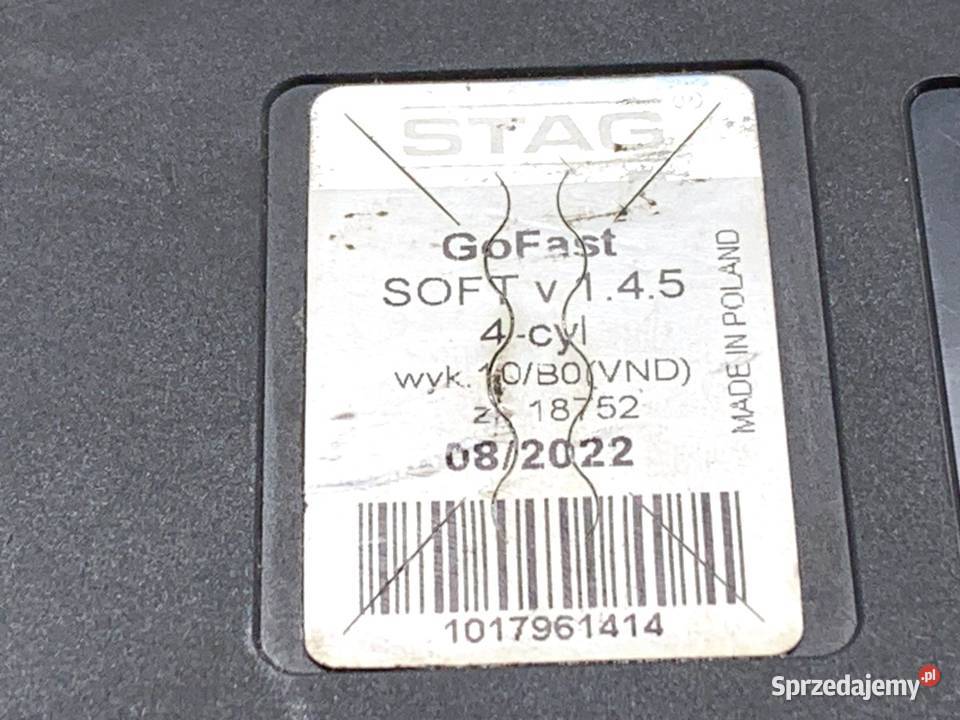 STAG
GoFast
SOFT v 1.4.5
4-cyl
wyk.10/B0(VND)
18752
08/2022
1017961414
MADE IN POLAND
Sprzedajemy.pl